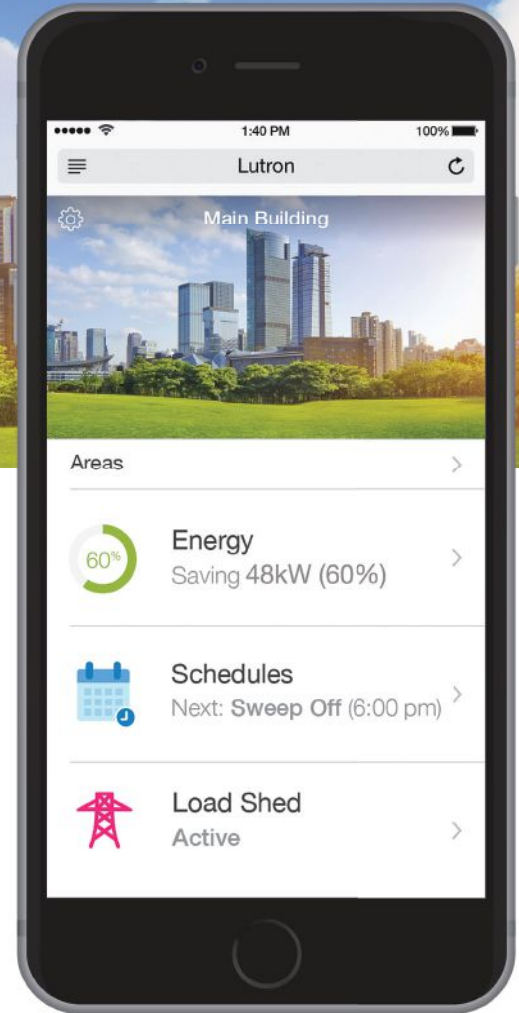 1:40 PM
100%
Lutron
Main Building
Areas
60%
Energy
Saving 48kW (60%)
Schedules
Next: Sweep Off (6:00 pm)
Load Shed
Active